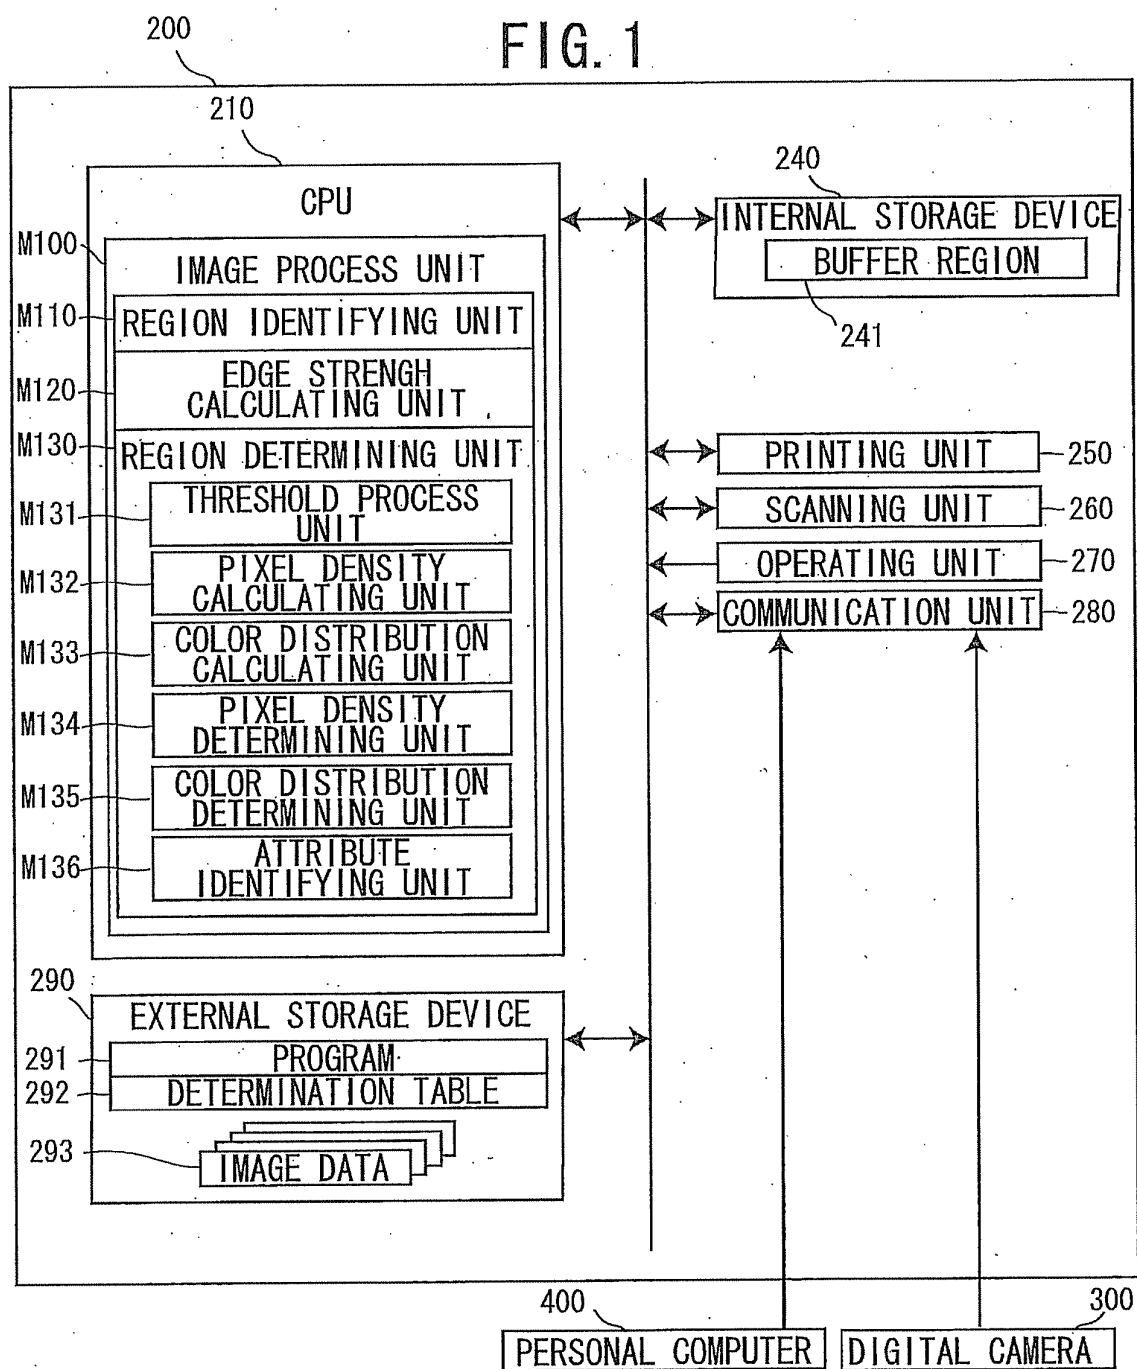 FIG. 1
200
210
CPU
M100
IMAGE PROCESS UNIT
M110
REGION IDENTIFYING UNIT
M120
EDGE STRENGH
CALCULATING UNIT
M130
REGION DETERMINING UNIT
M131
THRESHOLD PROCESS
UNIT
M132
PIXEL DENSITY
CALCULATING UNIT
M133
COLOR DISTRIBUTION
CALCULATING UNIT
M134
PIXEL DENSITY
DETERMINING UNIT
M135
COLOR DISTRIBUTION
DETERMINING UNIT
M136
ATTRIBUTE
IDENTIFYING UNIT
290
EXTERNAL STORAGE DEVICE
291
PROGRAM
292
DETERMINATION TABLE
293
IMAGE DATA
240
INTERNAL STORAGE DEVICE
BUFFER REGION
241
PRINTING UNIT
250
SCANNING UNIT
260
OPERATING UNIT
270
COMMUNICATION UNIT
280
400
PERSONAL COMPUTER
300
DIGITAL CAMERA